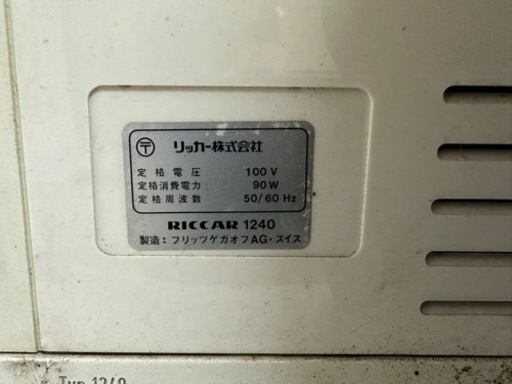 〒 リッカー株式会社
定格電圧 100V
定格消費電力 90W
定格周波数 50/60Hz
RICCAR 1240
製造:フリッツゲガオフAG・スイス
Typ 1240